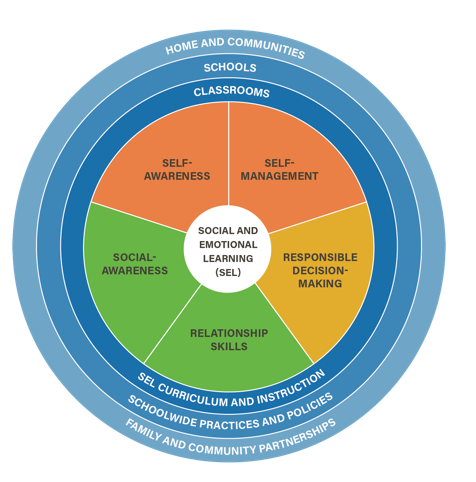 HOME AND COMMUNITIES
SCHOOLS
CLASSROOMS
SELF-
AWARENESS
SELF-
MANAGEMENT
SOCIAL AND
EMOTIONAL
LEARNING
(SEL)
SOCIAL-
AWARENESS
RESPONSIBLE
DECISION-
MAKING
RELATIONSHIP
SKILLS
SEL CURRICULUM AND INSTRUCTION
SCHOOLWIDE PRACTICES AND POLICIES
FAMILY AND COMMUNITY PARTNERSHIPS